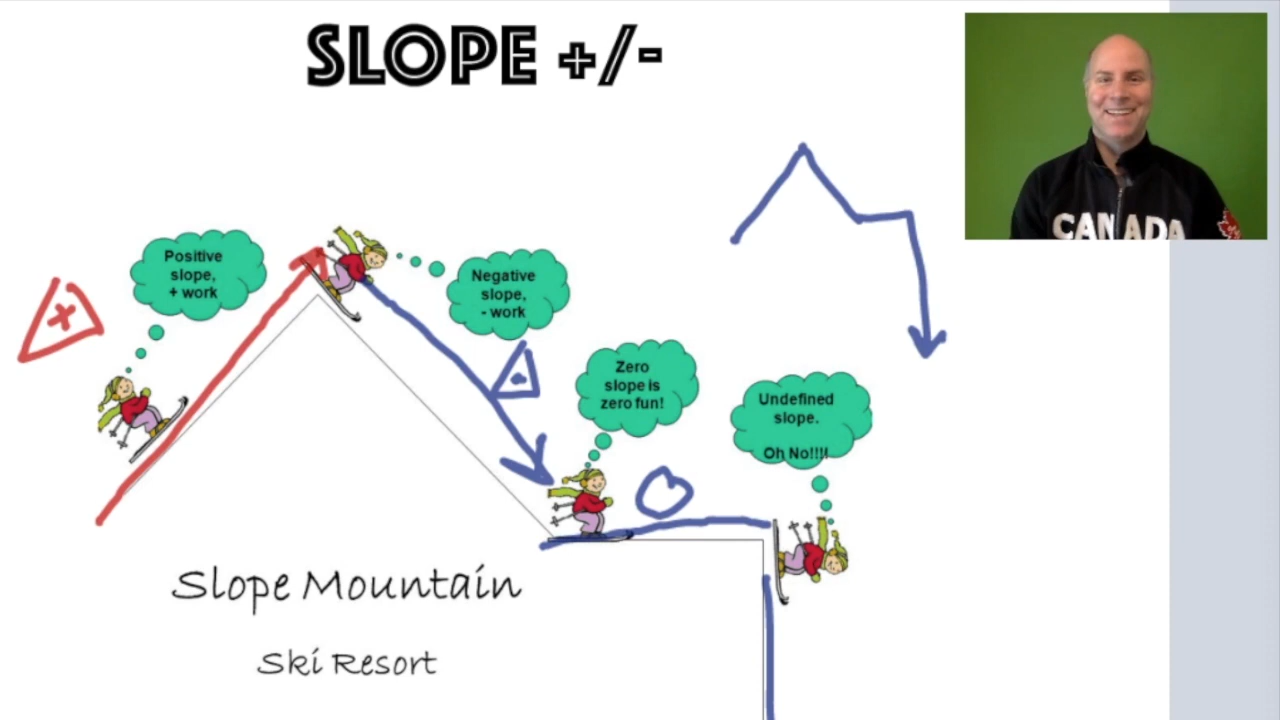 SLOPE +/-
CANADA
Positive
slope,
+ work
Negative
slope,
- work
+
-
Zero
slope is
zero fun!
Undefined
slope.
Oh No!!!!
0
Slope Mountain
Ski Resort